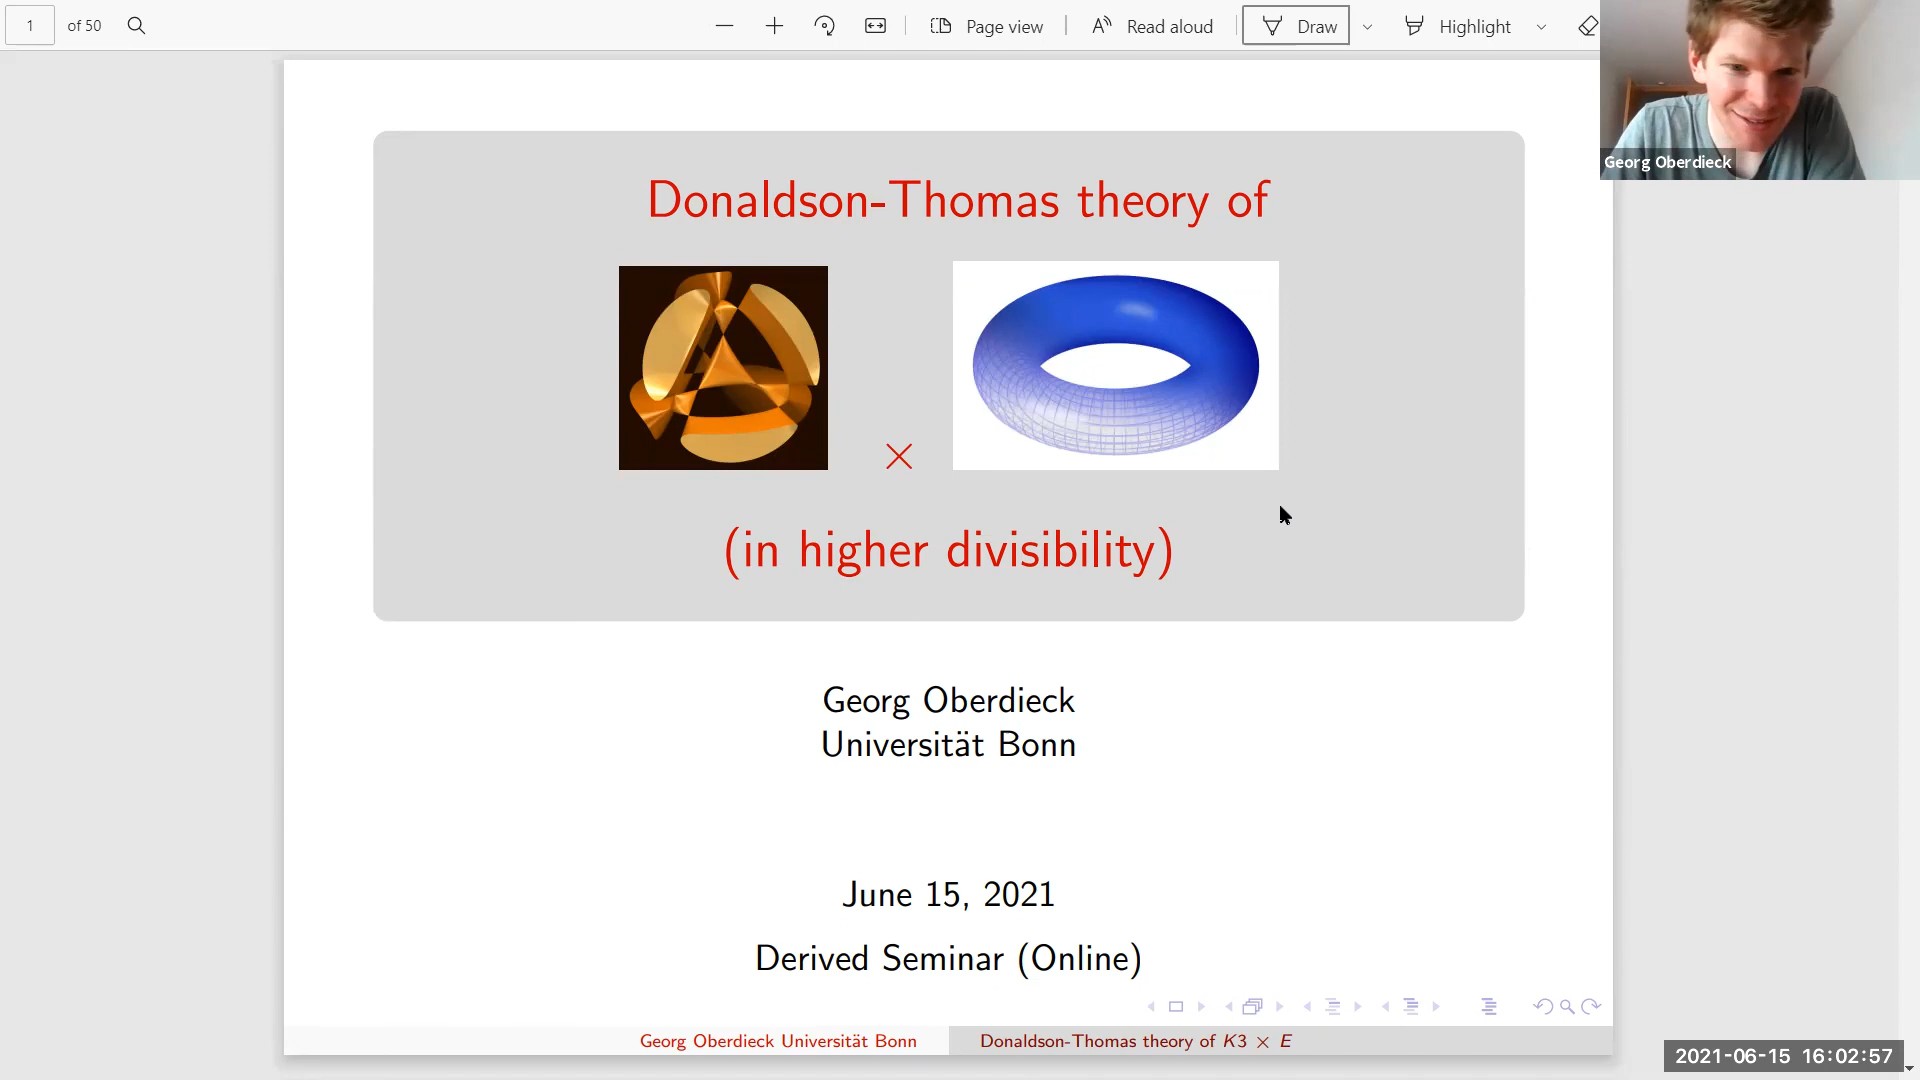 1 of 50 Page view Read aloud Draw Highlight
Georg Oberdieck
Donaldson-Thomas theory of
×
(in higher divisibility)
Georg Oberdieck
Universität Bonn
June 15, 2021
Derived Seminar (Online)
Georg Oberdieck Universität Bonn Donaldson-Thomas theory of K3 × E
2021-06-15 16:02:57